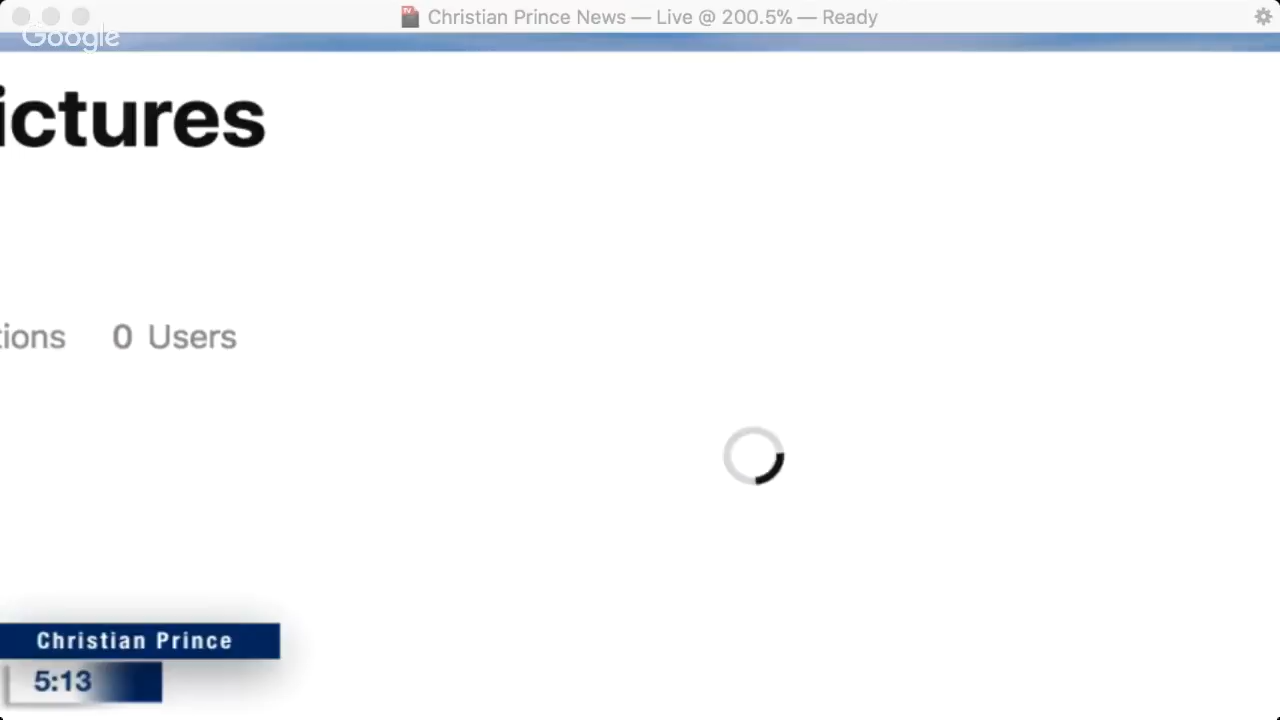 Christian Prince News — Live @ 200.5% — Ready
Google
ictures
tions 0 Users
Christian Prince
5:13